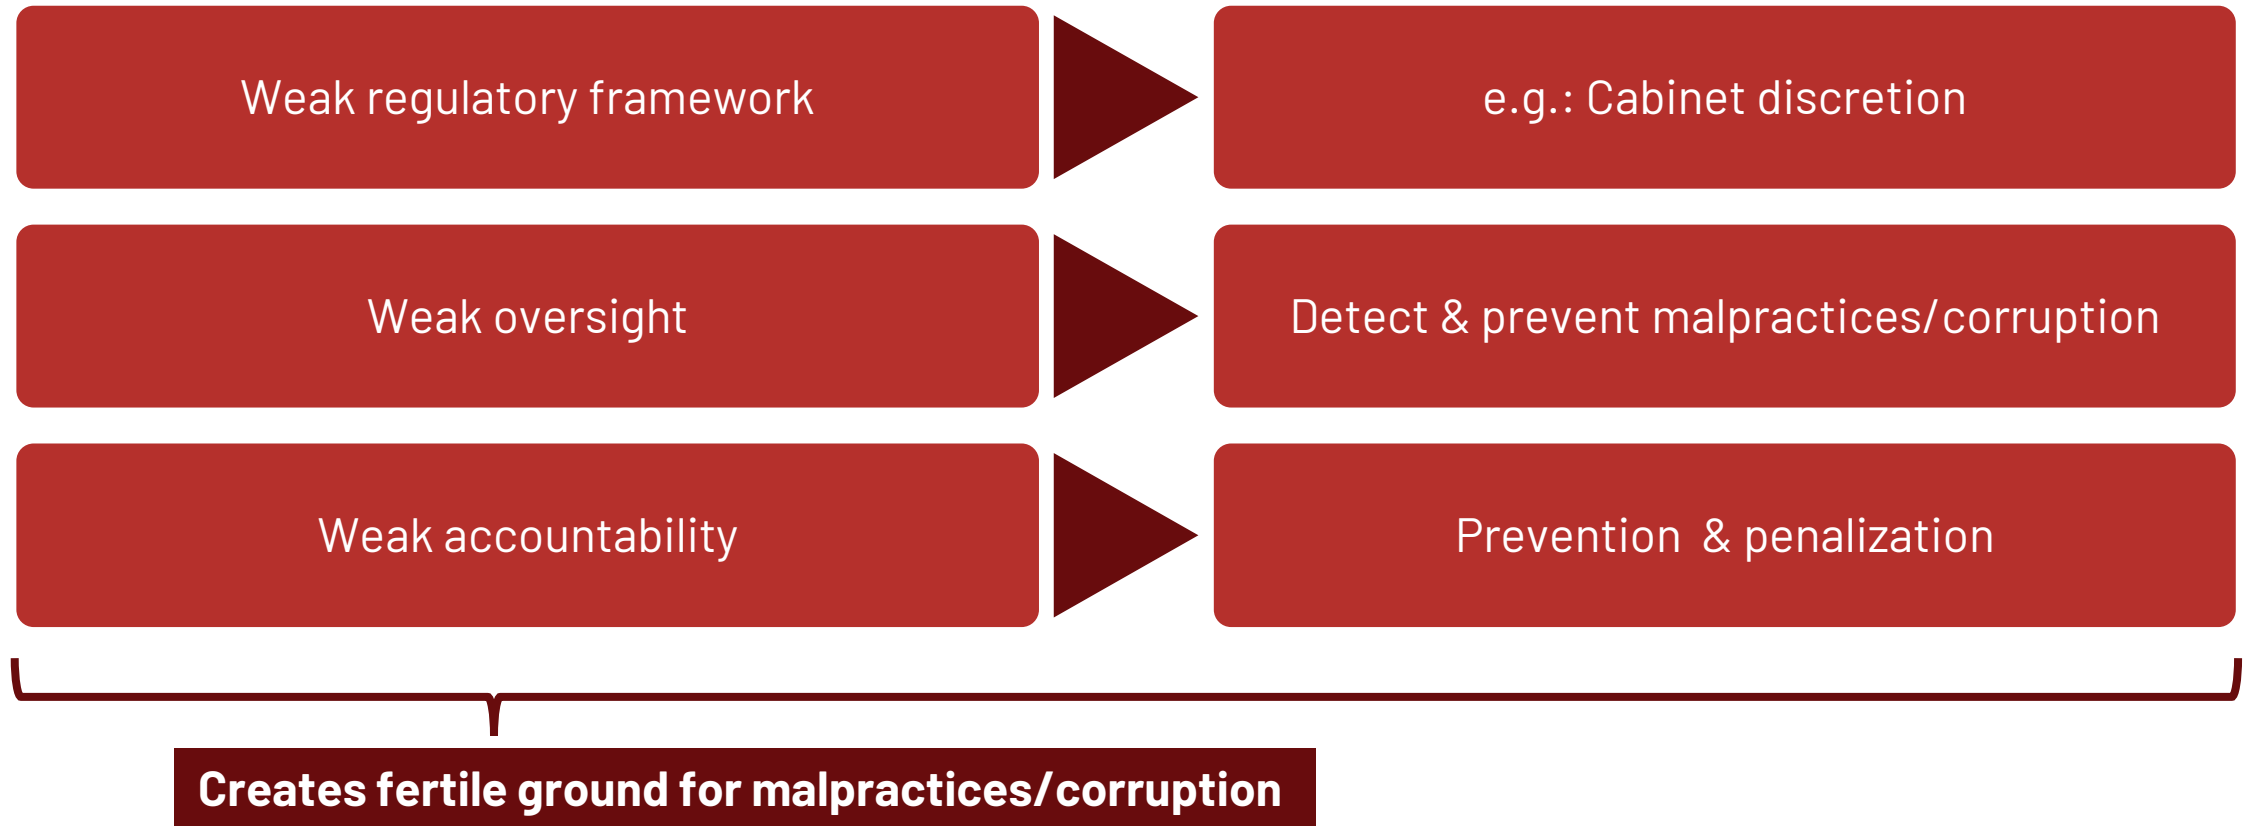 Weak regulatory framework
e.g.: Cabinet discretion
Weak oversight
Detect & prevent malpractices/corruption
Weak accountability
Prevention & penalization
Creates fertile ground for malpractices/corruption